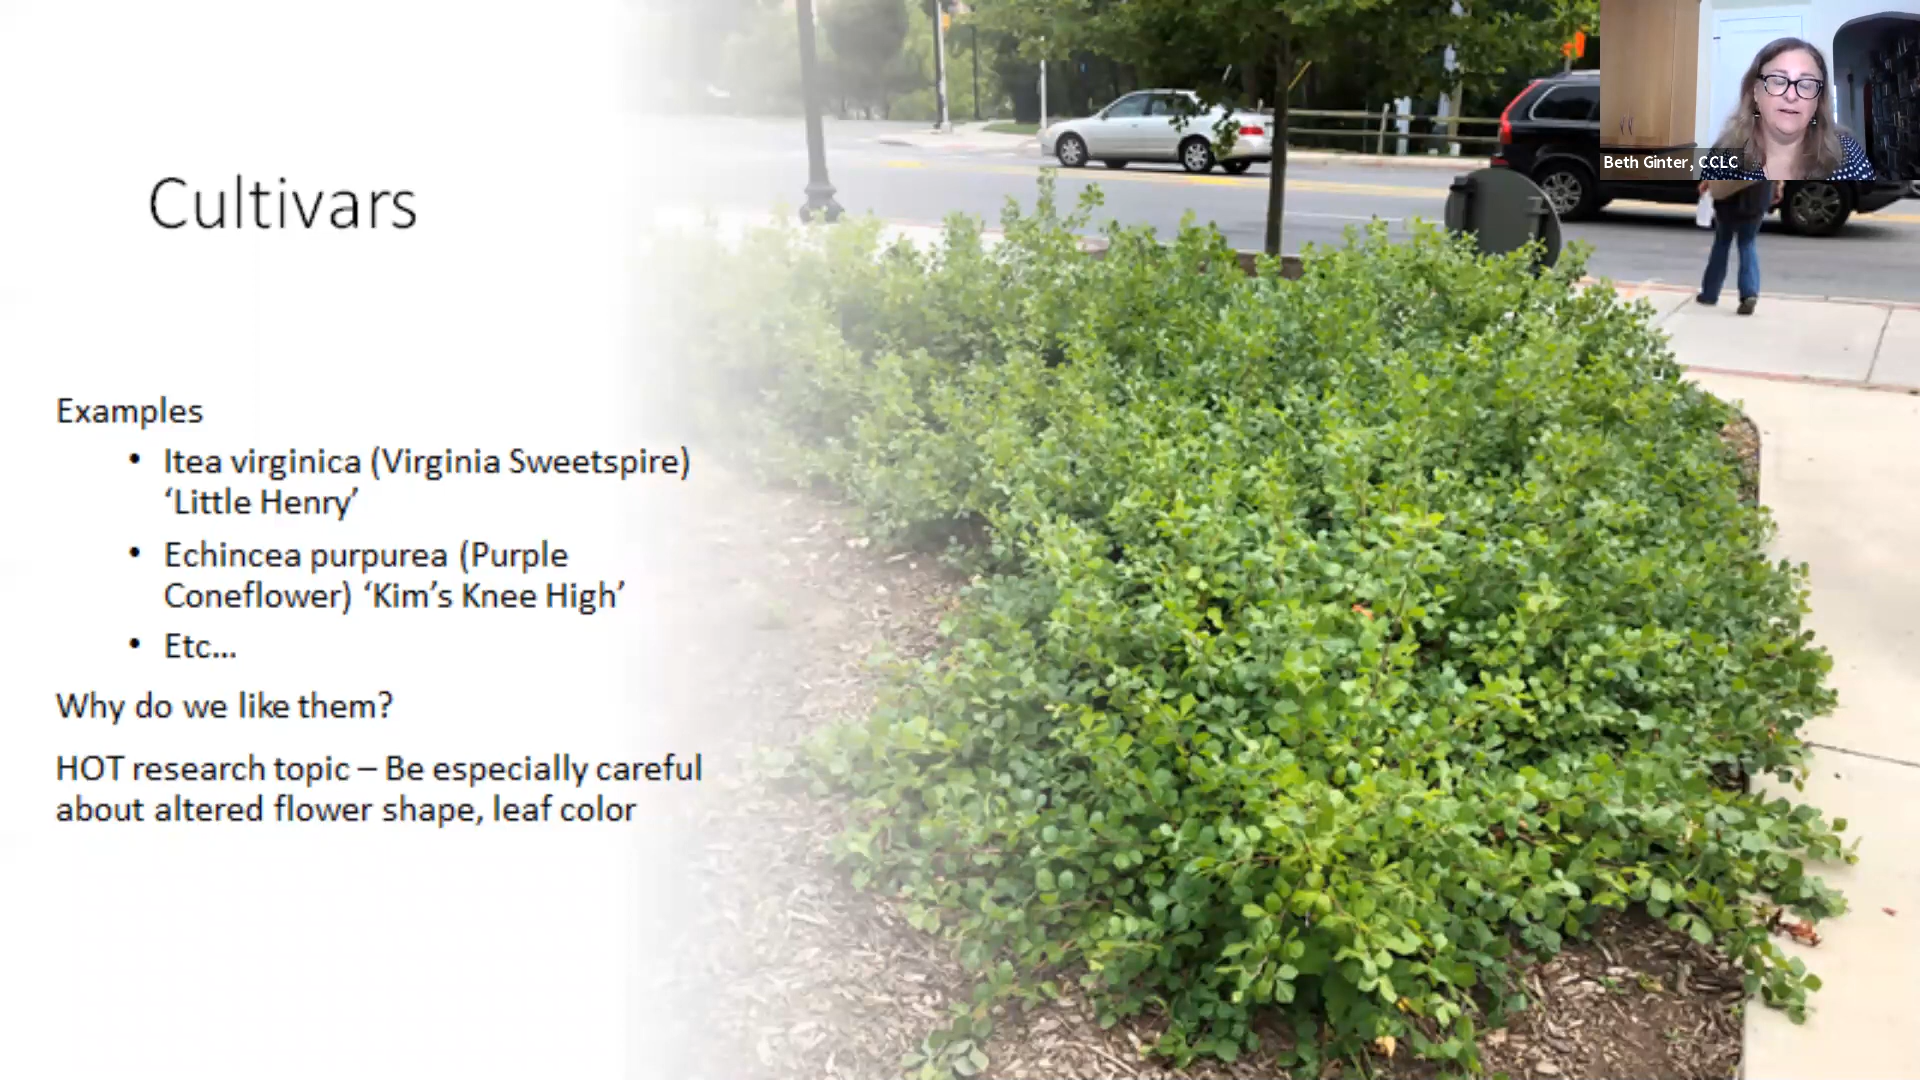 Cultivars
Examples
• Itea virginica (Virginia Sweetspire)
‘Little Henry’
• Echincea purpurea (Purple
Coneflower) ‘Kim’s Knee High’
• Etc…
Why do we like them?
HOT research topic – Be especially careful
about altered flower shape, leaf color
Beth Ginter, CCLC